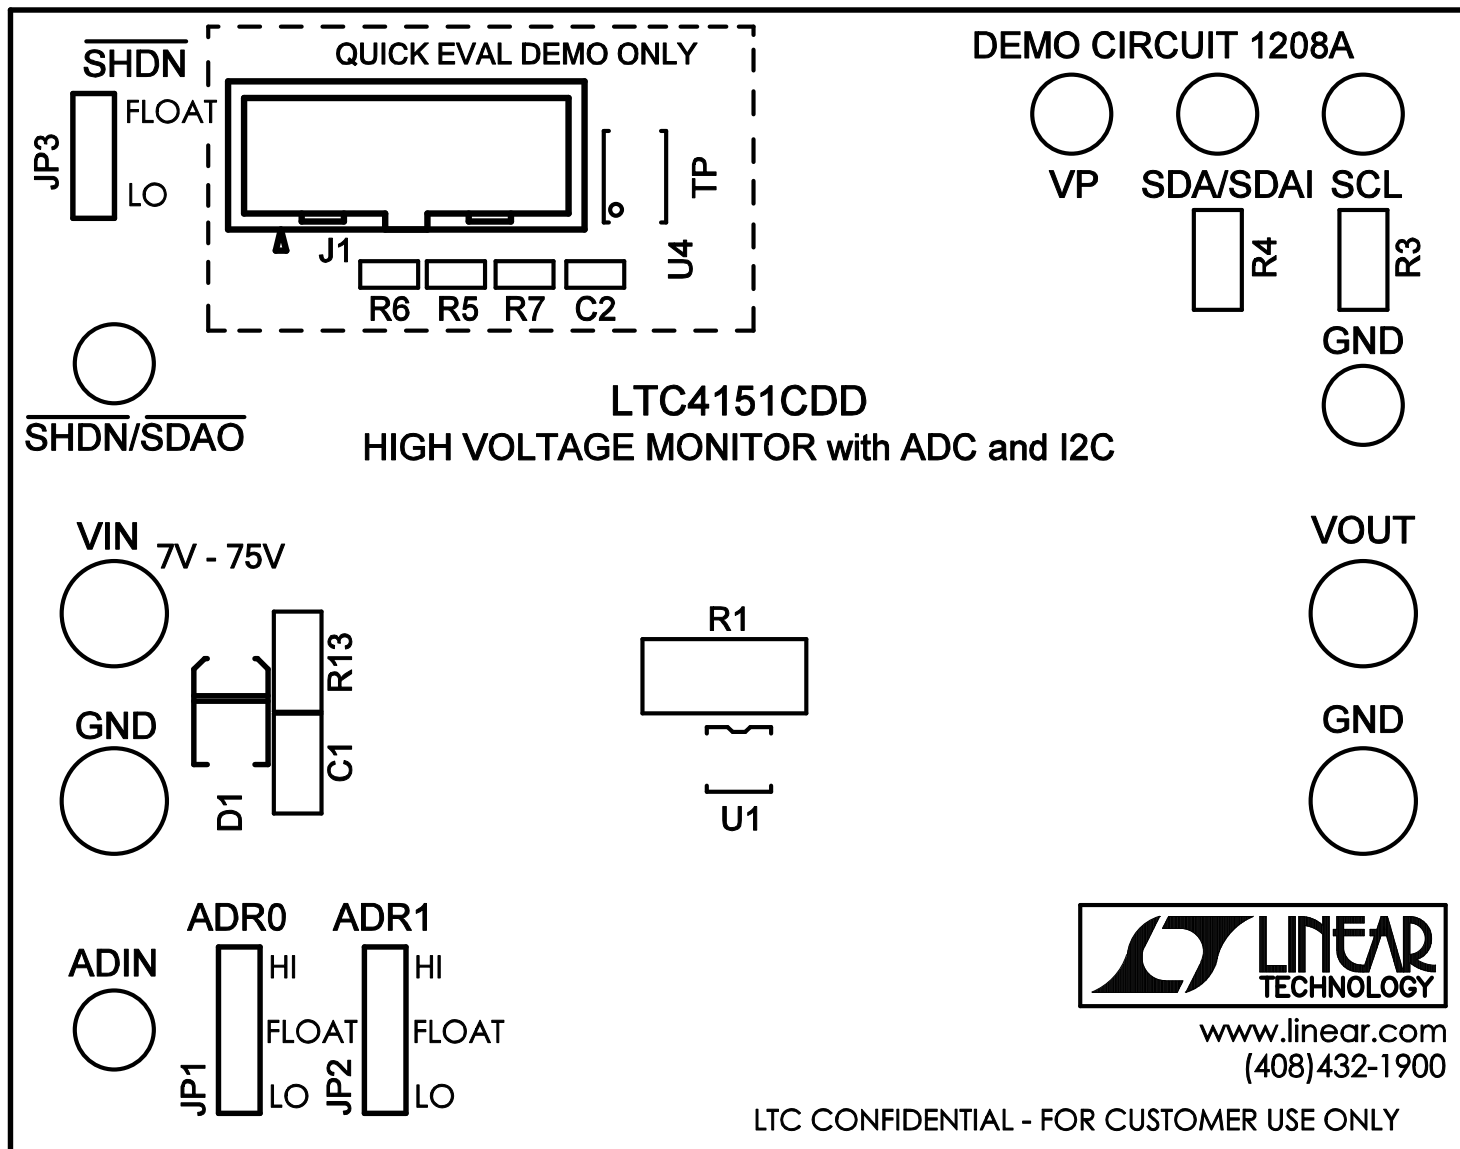 SHDN
FLOAT
JP3
LO
QUICK EVAL DEMO ONLY
J1
TP
U4
R6
R5
R7
C2
DEMO CIRCUIT 1208A
VP
SDA/SDAI
SCL
R4
R3
GND
SHDN/SDAO
LTC4151CDD
HIGH VOLTAGE MONITOR with ADC and I2C
VIN
7V - 75V
VOUT
R13
R1
GND
GND
C1
D1
U1
ADR0
ADR1
ADIN
HI
HI
FLOAT
FLOAT
JP1
JP2
LO
LO
LINEAR
TECHNOLOGY
www.linear.com
(408)432-1900
LTC CONFIDENTIAL - FOR CUSTOMER USE ONLY